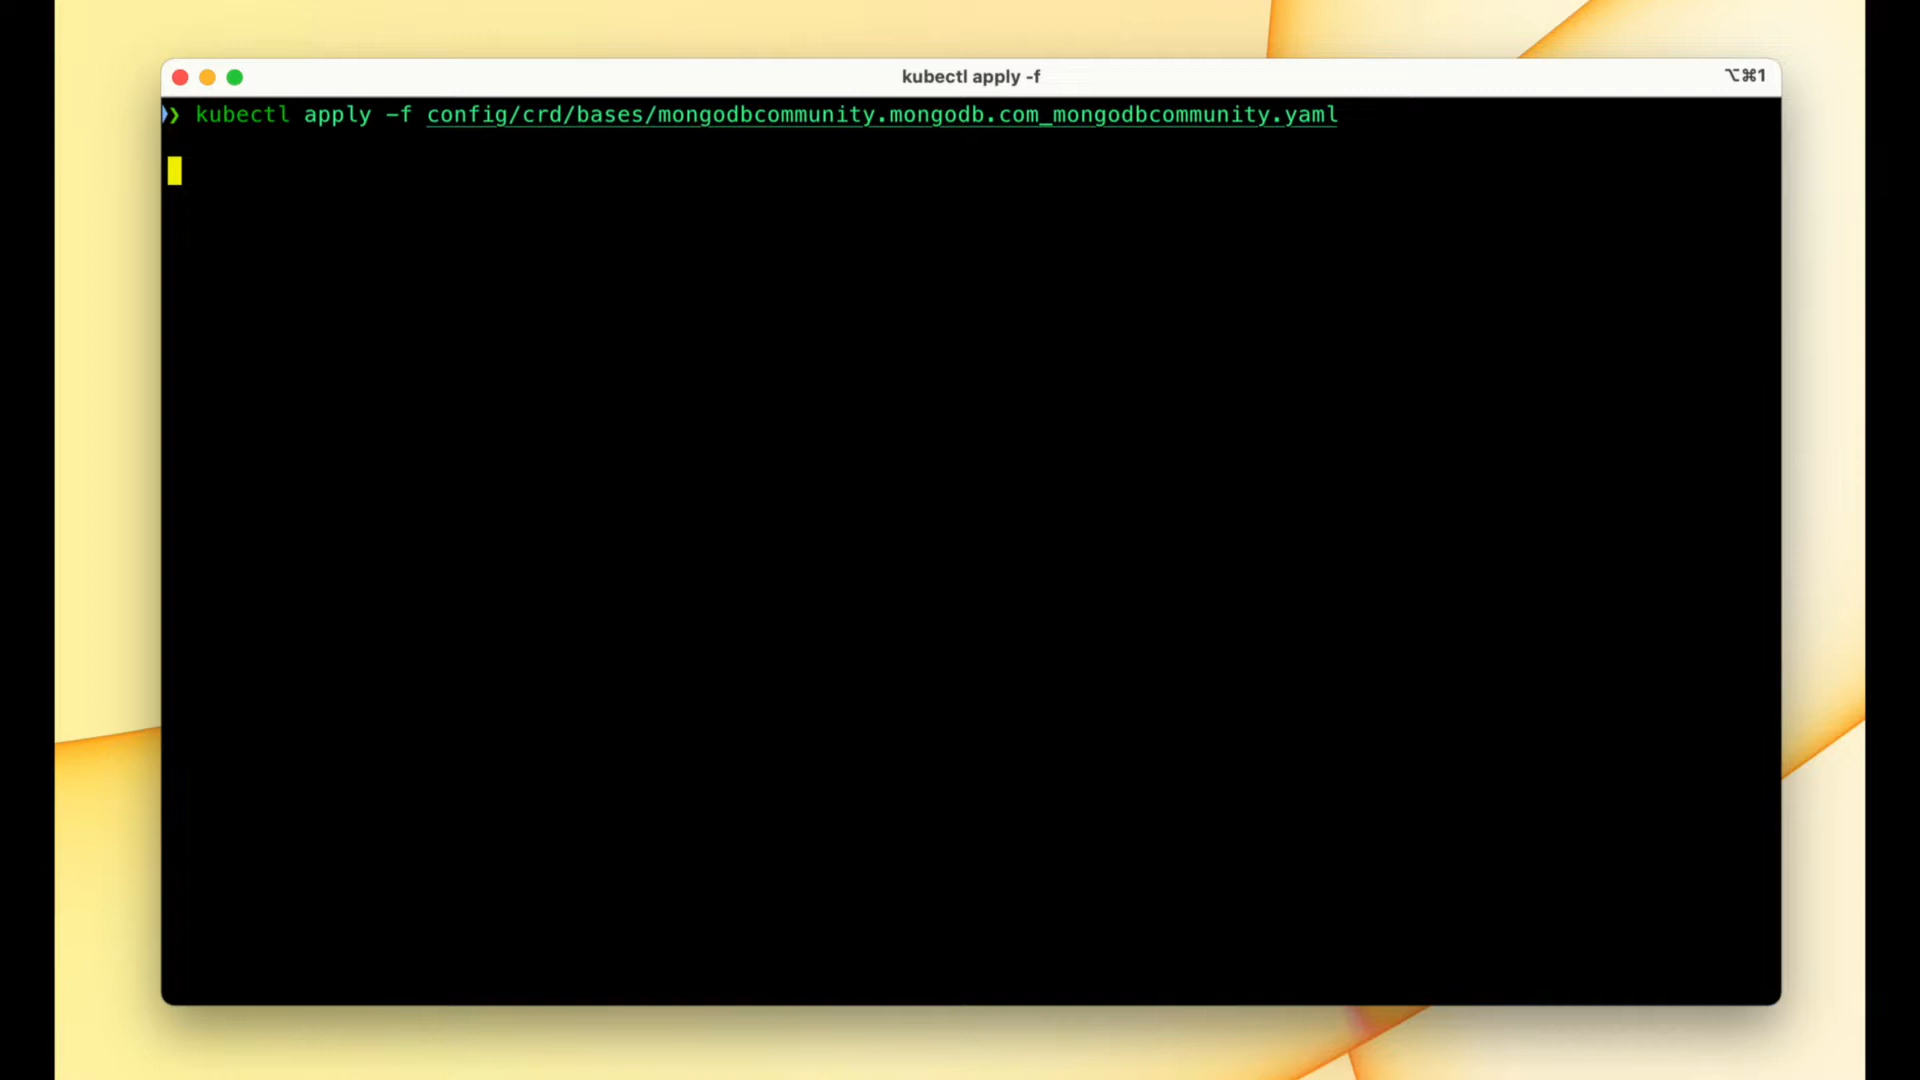 kubectl apply -f
⌥⌘1
❯ kubectl apply -f config/crd/bases/mongodbcommunity.mongodb.com_mongodbcommunity.yaml